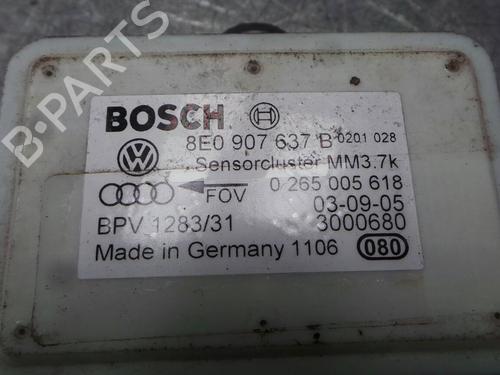 BOSCH
8E0 907 637 B 0201 028
Sensorcluster MM3.7k
FOV 0 265 005 618
03-09-05
BPV 1283/31 3000680
Made in Germany 1106 080
B-PARTS